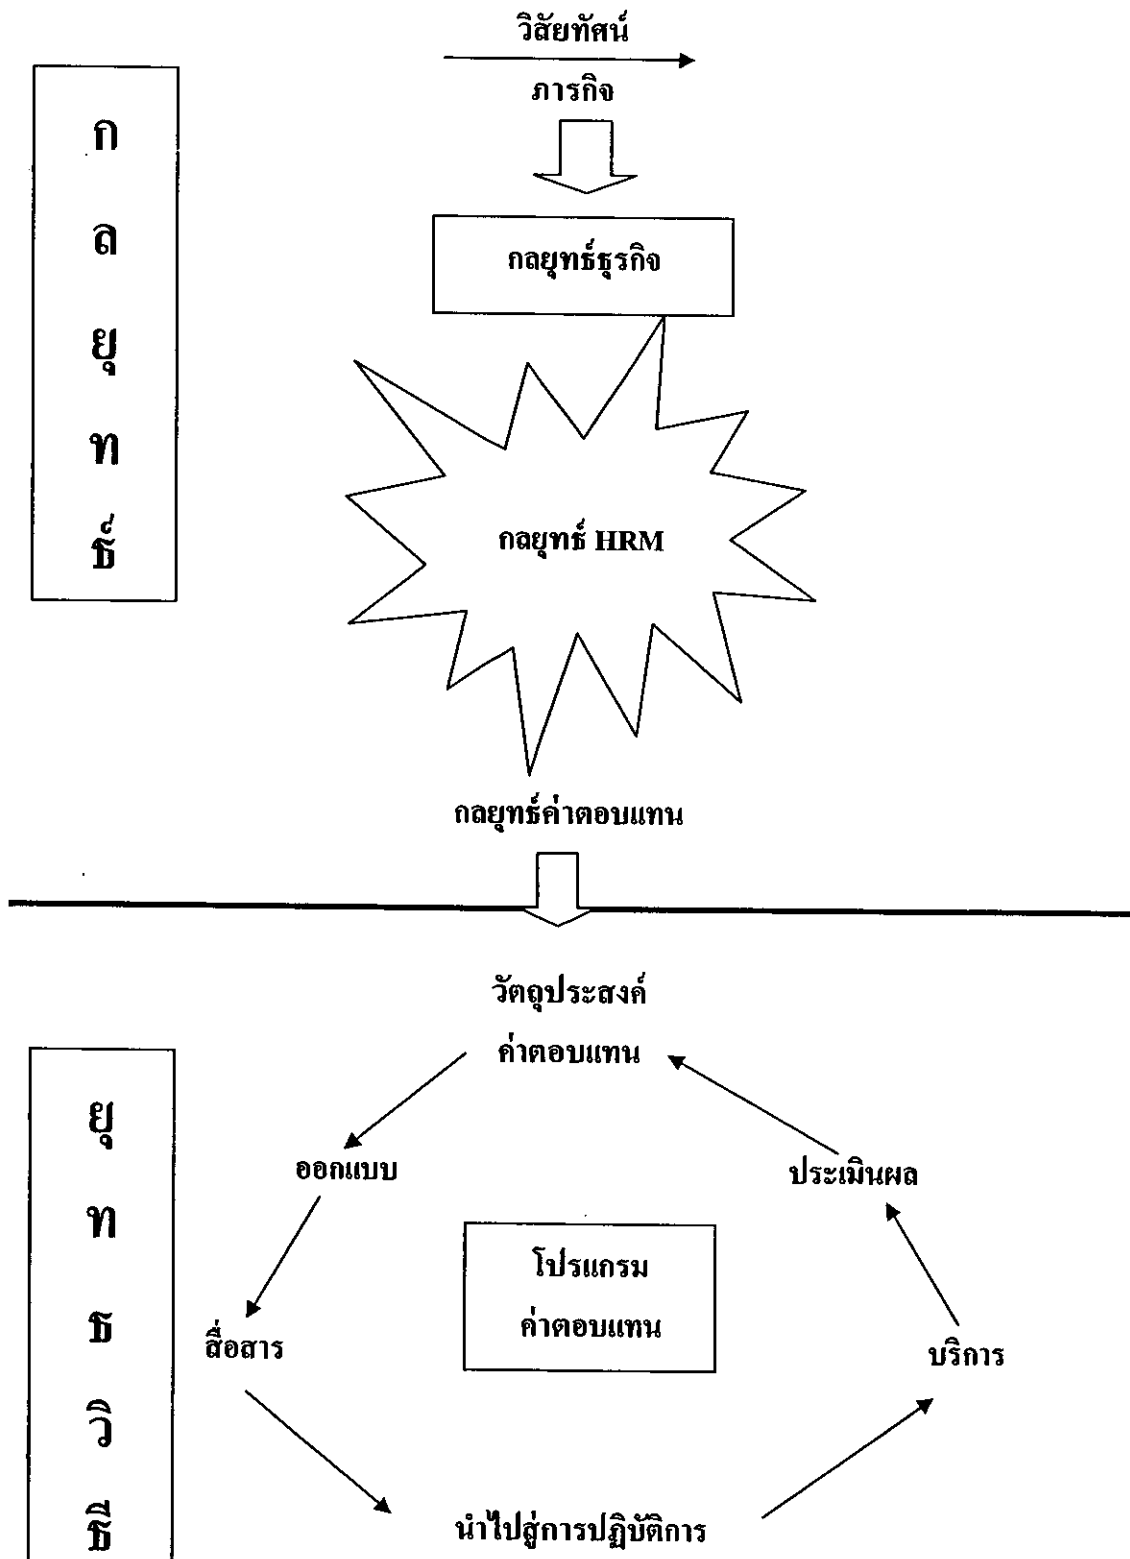 วิสัยทัศน์
ภารกิจ
ก
ล
ยุ
ท
ธ์
กลยุทธ์ธุรกิจ
กลยุทธ์ HRM
กลยุทธ์ค่าตอบแทน
วัตถุประสงค์
ค่าตอบแทน
ยุ
ท
ธ
วิ
ธี
ออกแบบ
ประเมินผล
โปรแกรม
ค่าตอบแทน
สื่อสาร
บริการ
นำไปสู่การปฏิบัติการ